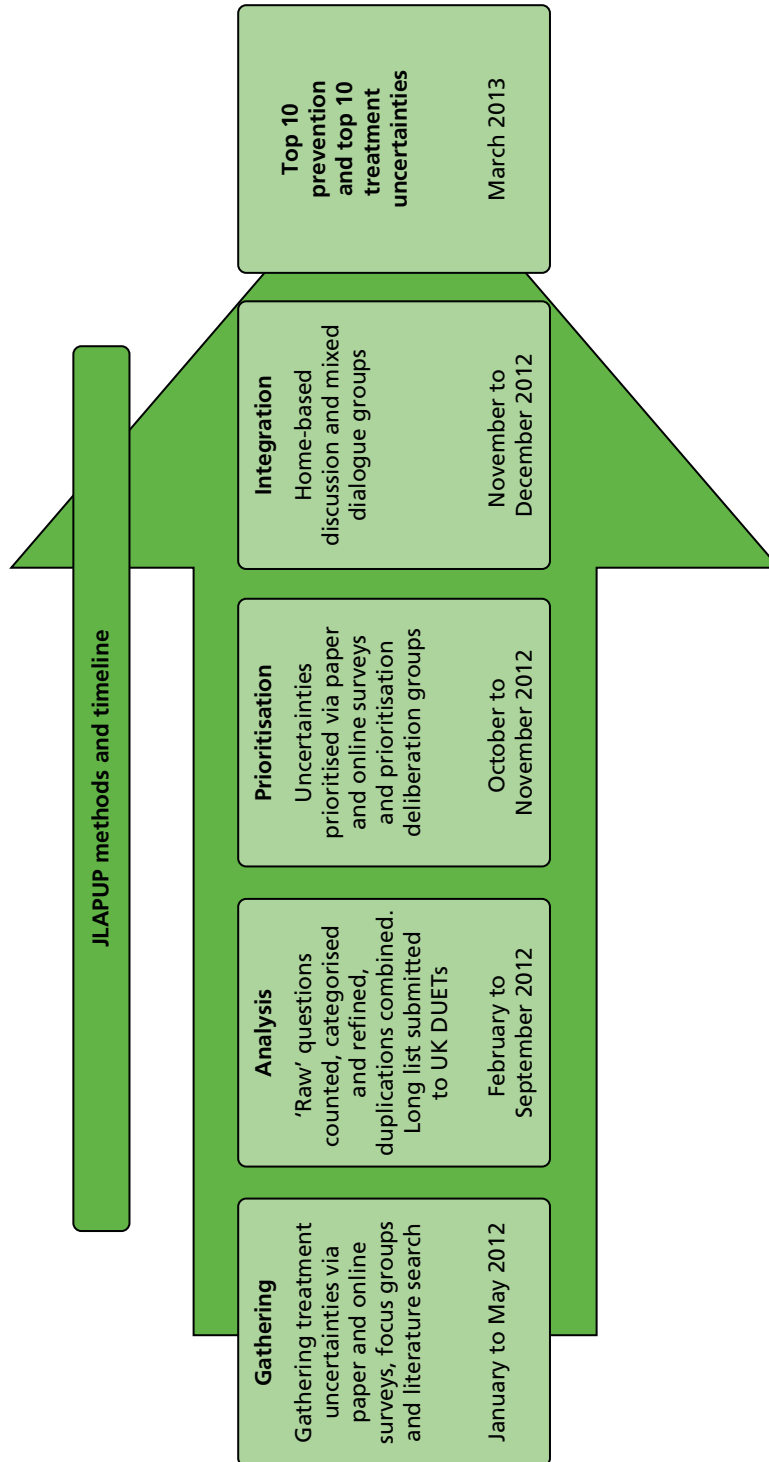 JLAPUP methods and timeline
Gathering
Gathering treatment
uncertainties via
paper and online
surveys, focus groups
and literature search
January to May 2012
Analysis
‘Raw’ questions
counted, categorised
and refined,
duplications combined.
Long list submitted
to UK DUETs
February to
September 2012
Prioritisation
Uncertainties
prioritised via paper
and online surveys
and prioritisation
deliberation groups
October to
November 2012
Integration
Home-based
discussion and mixed
dialogue groups
November to
December 2012
Top 10
prevention
and top 10
treatment
uncertainties
March 2013